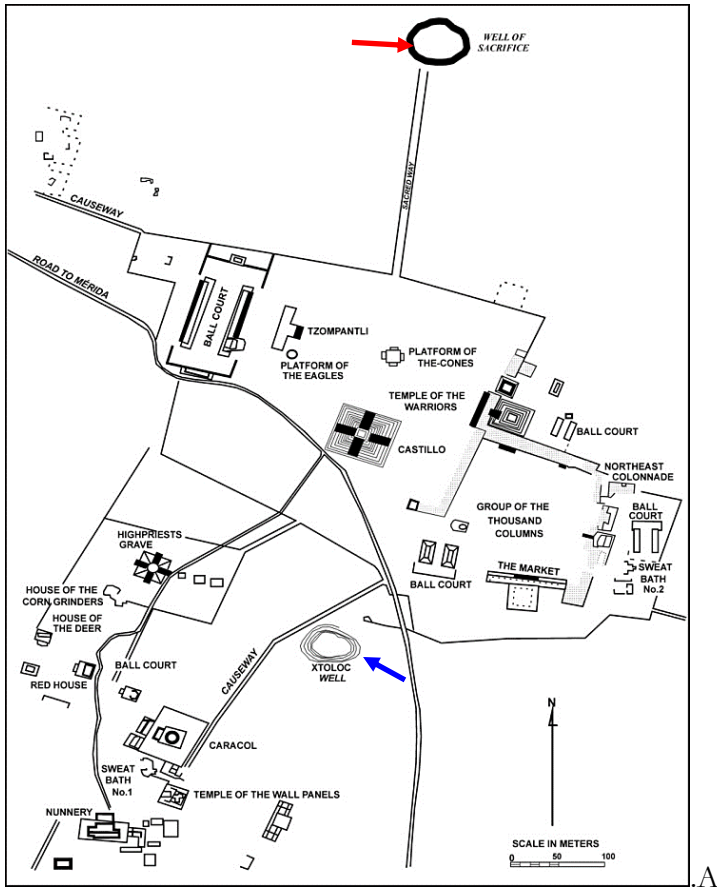 WELL OF
SACRIFICE
SACRED WAY
CAUSEWAY
ROAD TO MÉRIDA
BALL COURT
TZOMPANTLI
PLATFORM OF
THE EAGLES
PLATFORM OF
THE-CONES
TEMPLE OF THE
WARRIORS
CASTILLO
BALL COURT
NORTHEAST
COLONNADE
GROUP OF THE
THOUSAND
COLUMNS
BALL
COURT
HIGHPRIESTS
GRAVE
THE MARKET
SWEAT
BATH
No.2
BALL COURT
HOUSE OF THE
CORN GRINDERS
HOUSE OF
THE DEER
BALL COURT
RED HOUSE
CAUSEWAY
XTOLOC
WELL
N
CARACOL
SWEAT
BATH
No.1
TEMPLE OF THE WALL PANELS
NUNNERY
SCALE IN METERS
0 50 100
.A